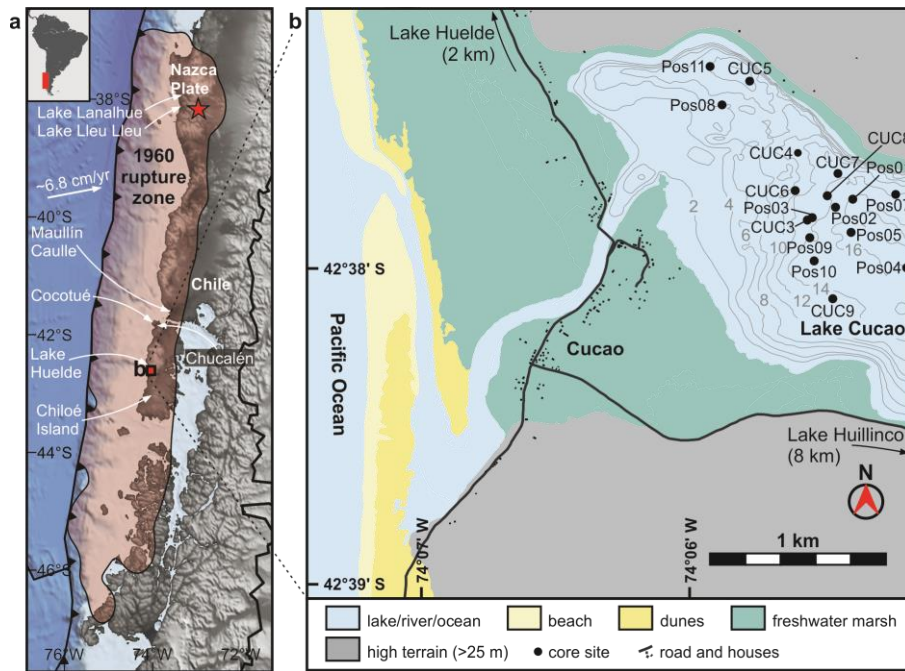 a
Nazca
Plate
38°S
Lake Lanalhue
Lake Lleu Lleu
1960
rupture
zone
~6.8 cm/yr
40°S
Maullín
Caulle
Chile
Cocotué
42°S
Lake
Huelde
b
Chucalén
Chiloé
Island
44°S
46°S
76°W
74°W
72°W
b
Lake Huelde
(2 km)
Pos11
CUC5
Pos08
CUC8
CUC4
CUC7
Pos0
CUC6
Pos07
Pos03
Pos02
CUC3
Pos05
Pos09
Pos04
Pos10
CUC9
2
4
6
10
16
8
12
14
Lake Cucao
42°38' S
Pacific Ocean
Cucao
Lake Huillinco
(8 km)
N
1 km
42°39' S
74°07' W
74°06' W
lake/river/ocean
beach
dunes
freshwater marsh
high terrain (>25 m)
core site
road and houses